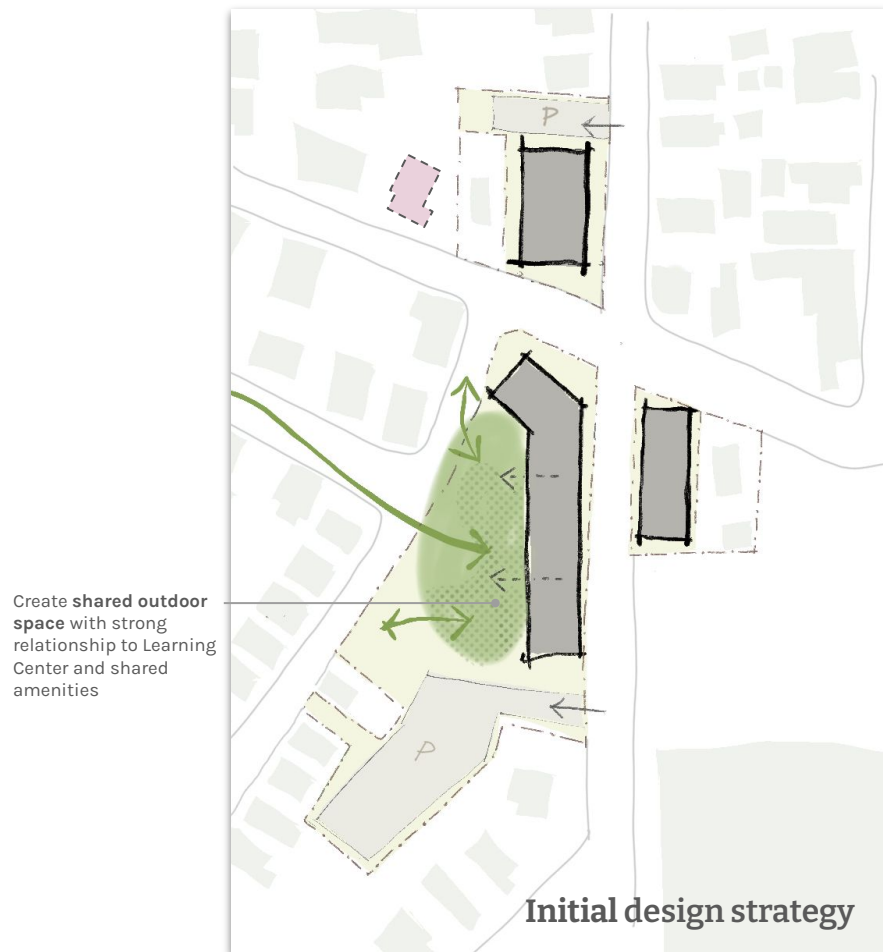 P
Create shared outdoor
space with strong
relationship to Learning
Center and shared
amenities
P
Initial design strategy